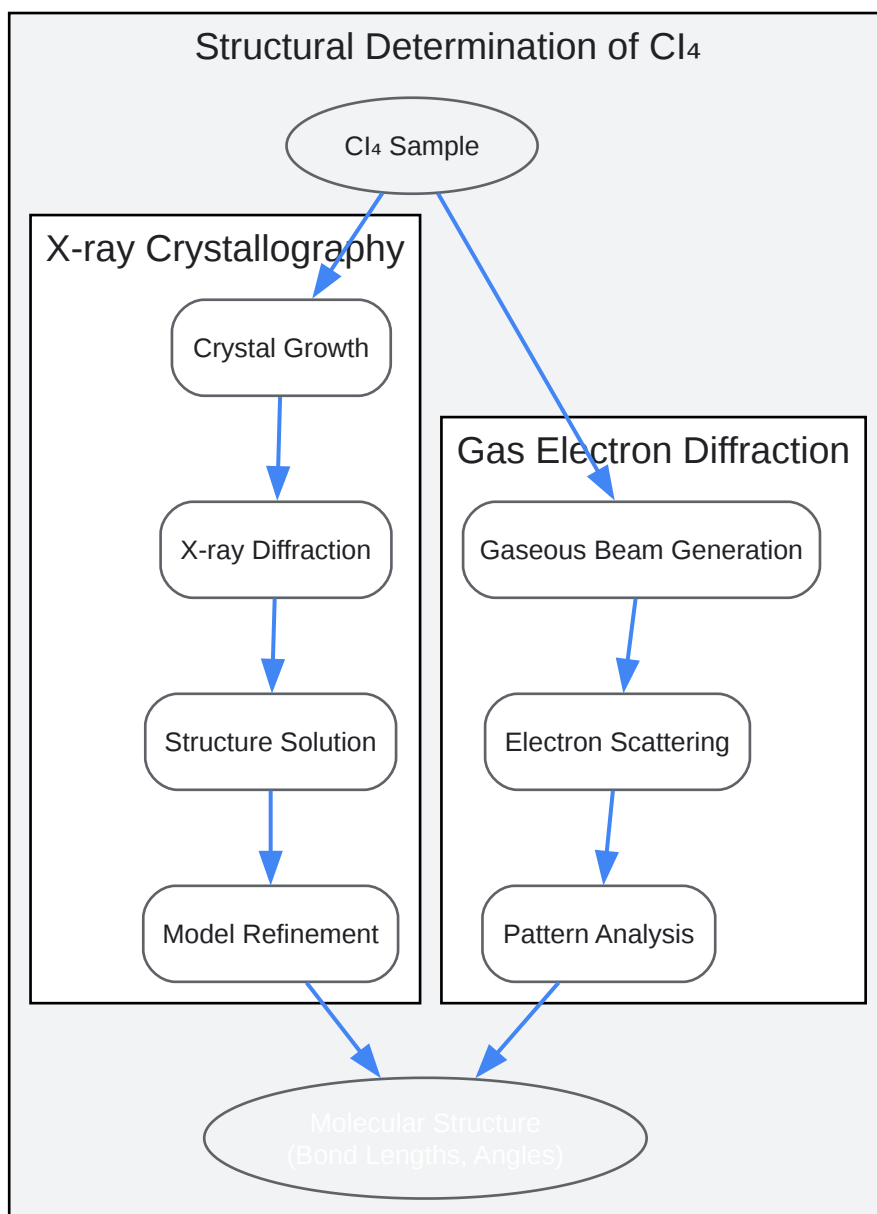 Structural Determination of CI₄
CI₄ Sample
X-ray Crystallography
Crystal Growth
X-ray Diffraction
Structure Solution
Model Refinement
Gas Electron Diffraction
Gaseous Beam Generation
Electron Scattering
Pattern Analysis
Molecular Structure
(Bond Lengths, Angles)